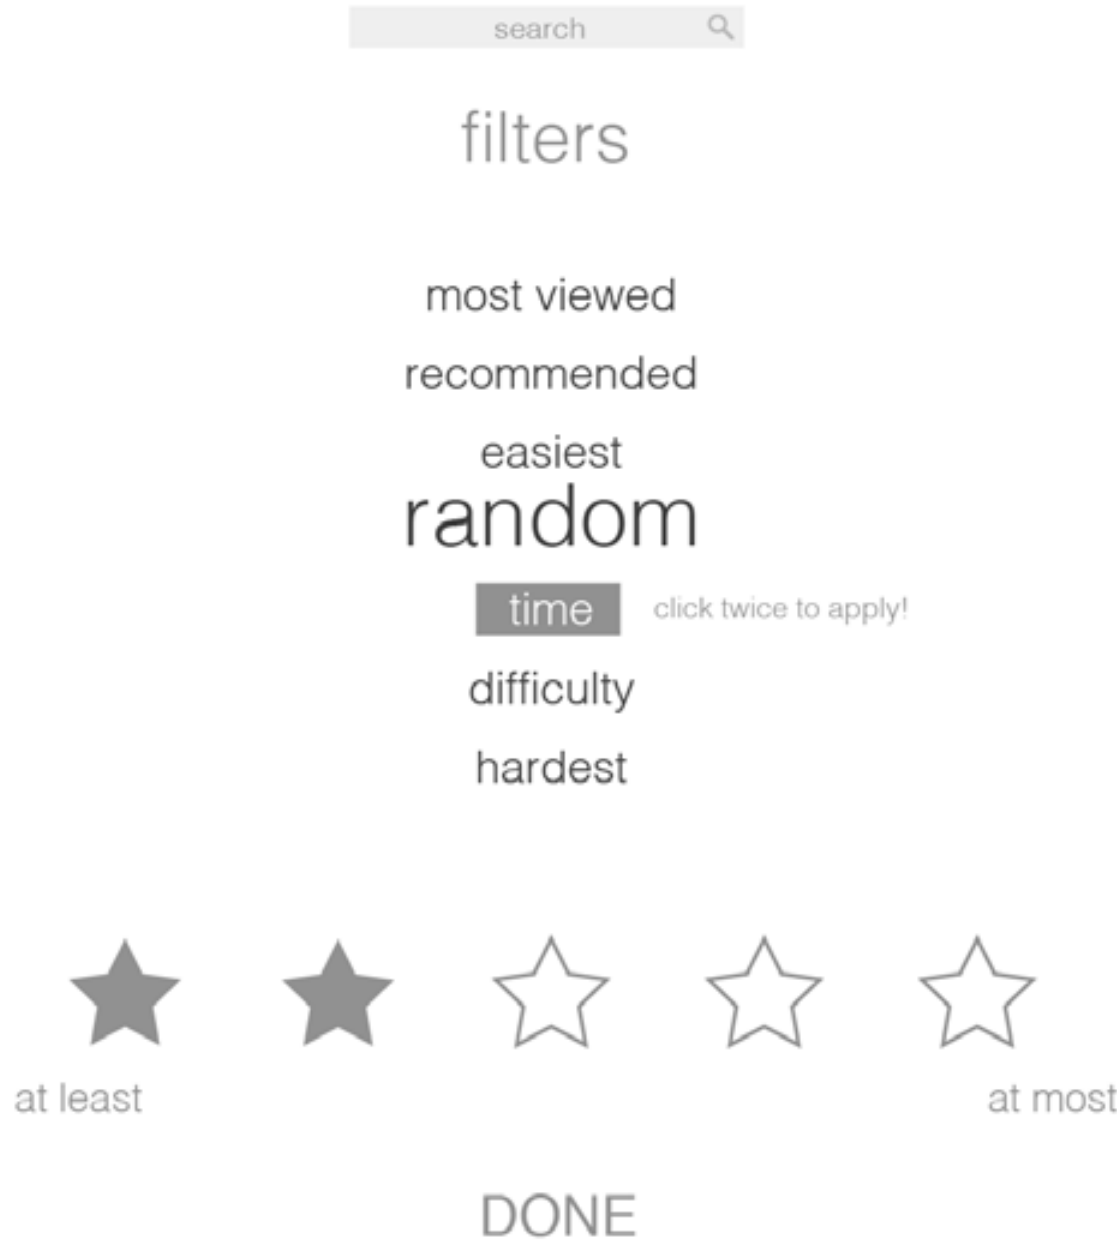 search
filters
most viewed
recommended
easiest
random
time click twice to apply!
difficulty
hardest
at least at most
DONE